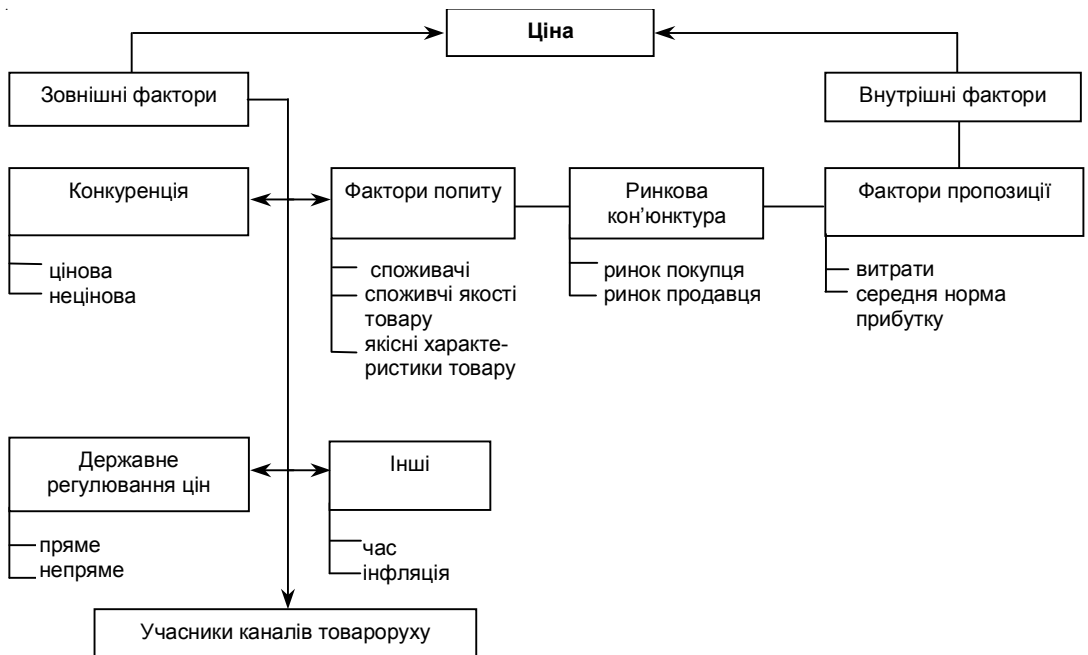 Ціна
Зовнішні фактори
Внутрішні фактори
Конкуренція
цінова
нецінова
Фактори попиту
споживачі
споживчі якості
товару
якісні характе-
ристики товару
Ринкова
кон’юнктура
ринок покупця
ринок продавця
Фактори пропозиції
витрати
середня норма
прибутку
Державне
регулювання цін
пряме
непряме
Інші
час
інфляція
Учасники каналів товароруху